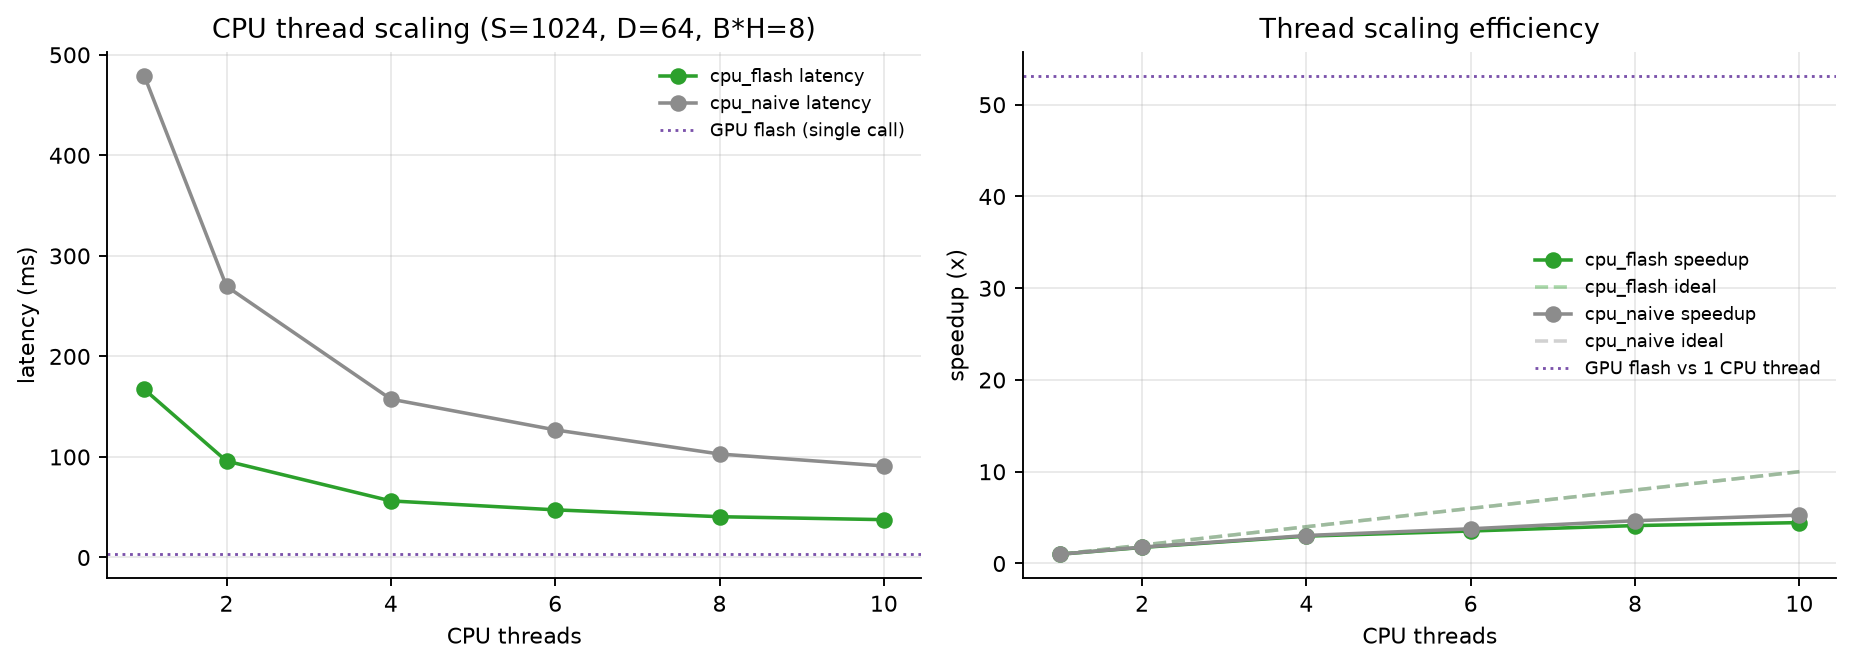 CPU thread scaling (S=1024, D=64, B*H=8)
500
400
300
200
100
0
latency (ms)
cpu_flash latency
cpu_naive latency
GPU flash (single call)
2 4 6 8 10
CPU threads
Thread scaling efficiency
50
40
30
20
10
0
speedup (x)
cpu_flash speedup
cpu_flash ideal
cpu_naive speedup
cpu_naive ideal
GPU flash vs 1 CPU thread
2 4 6 8 10
CPU threads